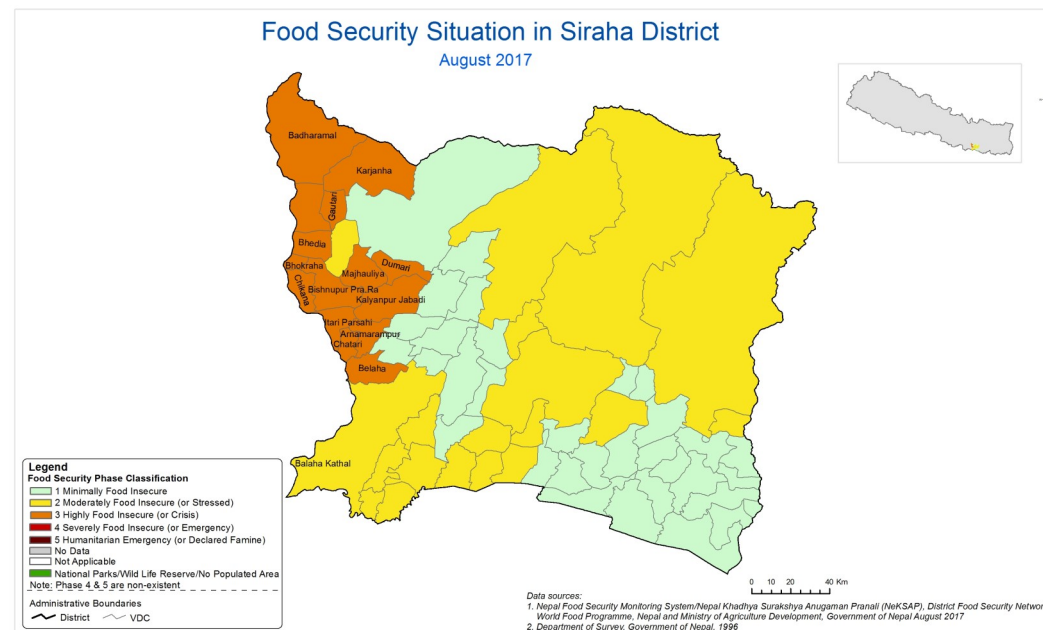 Food Security Situation in Siraha District
August 2017
Badharamal
Karjanha
Gautari
Bhedia
Bhokraha
Dumari
Majhauliya
Chikana
Bishnupur Pra.Ra
Kalyanpur Jabadi
Itari Parsahi
Arnamarampur
Chatari
Belaha
Balaha Kathal
Legend
Food Security Phase Classification
1 Minimally Food Insecure
2 Moderately Food Insecure (or Stressed)
3 Highly Food Insecure (or Crisis)
4 Severely Food Insecure (or Emergency)
5 Humanitarian Emergency (or Declared Famine)
No Data
Not Applicable
National Parks/Wild Life Reserve/No Populated Area
Note: Phase 4 & 5 are non-existent
Administrative Boundaries
District VDC
0 10 20 40 Km
Data sources:
1. Nepal Food Security Monitoring System/Nepal Khadhya Surakshya Anugaman Pranali (NeKSAP), District Food Security Networ
World Food Programme, Nepal and Ministry of Agriculture Development, Government of Nepal August 2017
2. Department of Survey, Government of Nepal, 1996